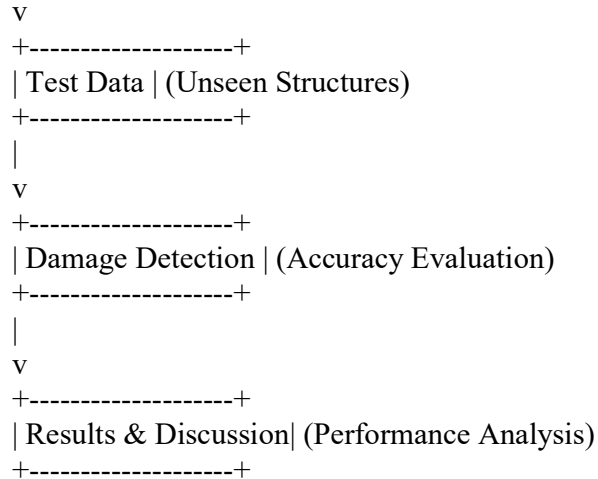 v
+--------------------+
| Test Data | (Unseen Structures)
+--------------------+
|
v
+--------------------+
| Damage Detection | (Accuracy Evaluation)
+--------------------+
|
v
+--------------------+
| Results & Discussion| (Performance Analysis)
+--------------------+